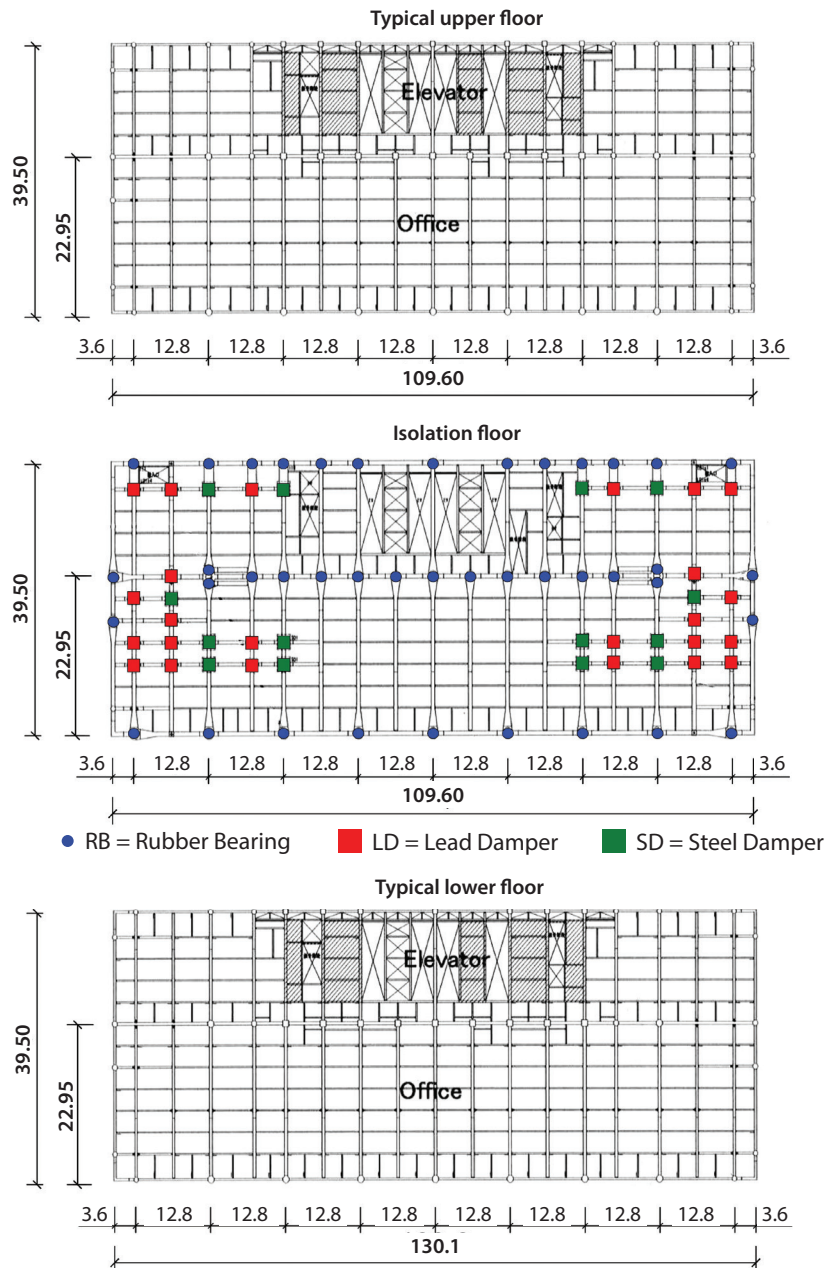 Typical upper floor
Elevator
Office
39.50
22.95
3.6 12.8 12.8 12.8 12.8 12.8 12.8 12.8 12.8 3.6
109.60
Isolation floor
39.50
22.95
3.6 12.8 12.8 12.8 12.8 12.8 12.8 12.8 12.8 3.6
109.60
RB = Rubber Bearing LD = Lead Damper SD = Steel Damper
Typical lower floor
Elevator
Office
39.50
22.95
3.6 12.8 12.8 12.8 12.8 12.8 12.8 12.8 12.8 3.6
130.1